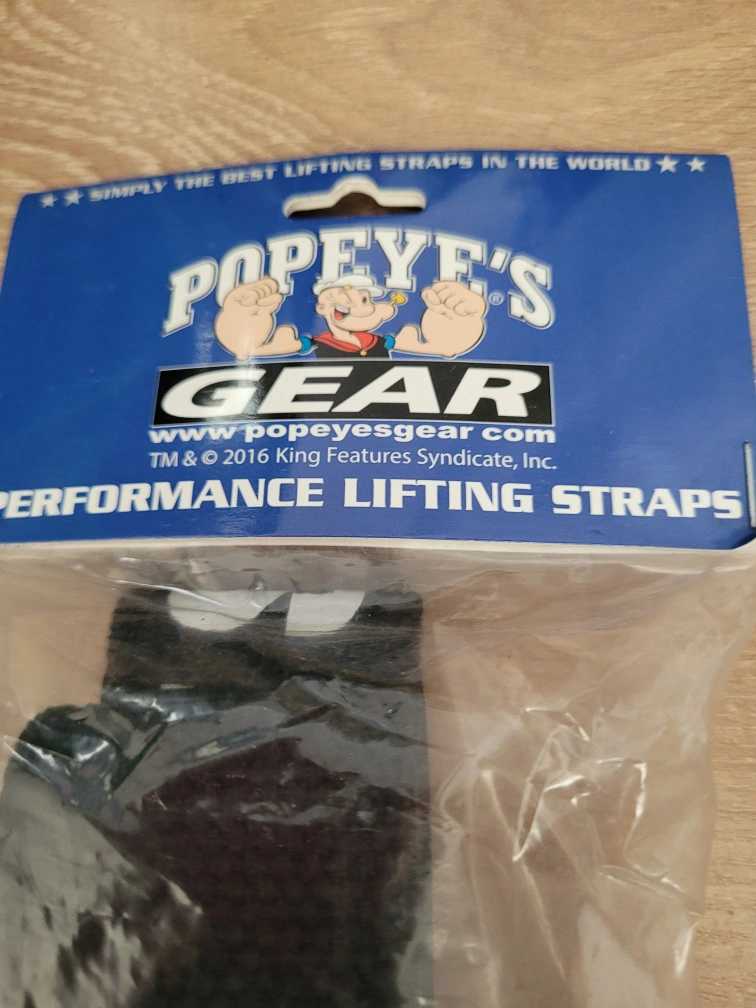 ★ ★ SIMPLY THE BEST LIFTING STRAPS IN THE WORLD ★ ★
POPEYE'S®
GEAR
www.popeyesgear.com
TM & © 2016 King Features Syndicate, Inc.
PERFORMANCE LIFTING STRAPS